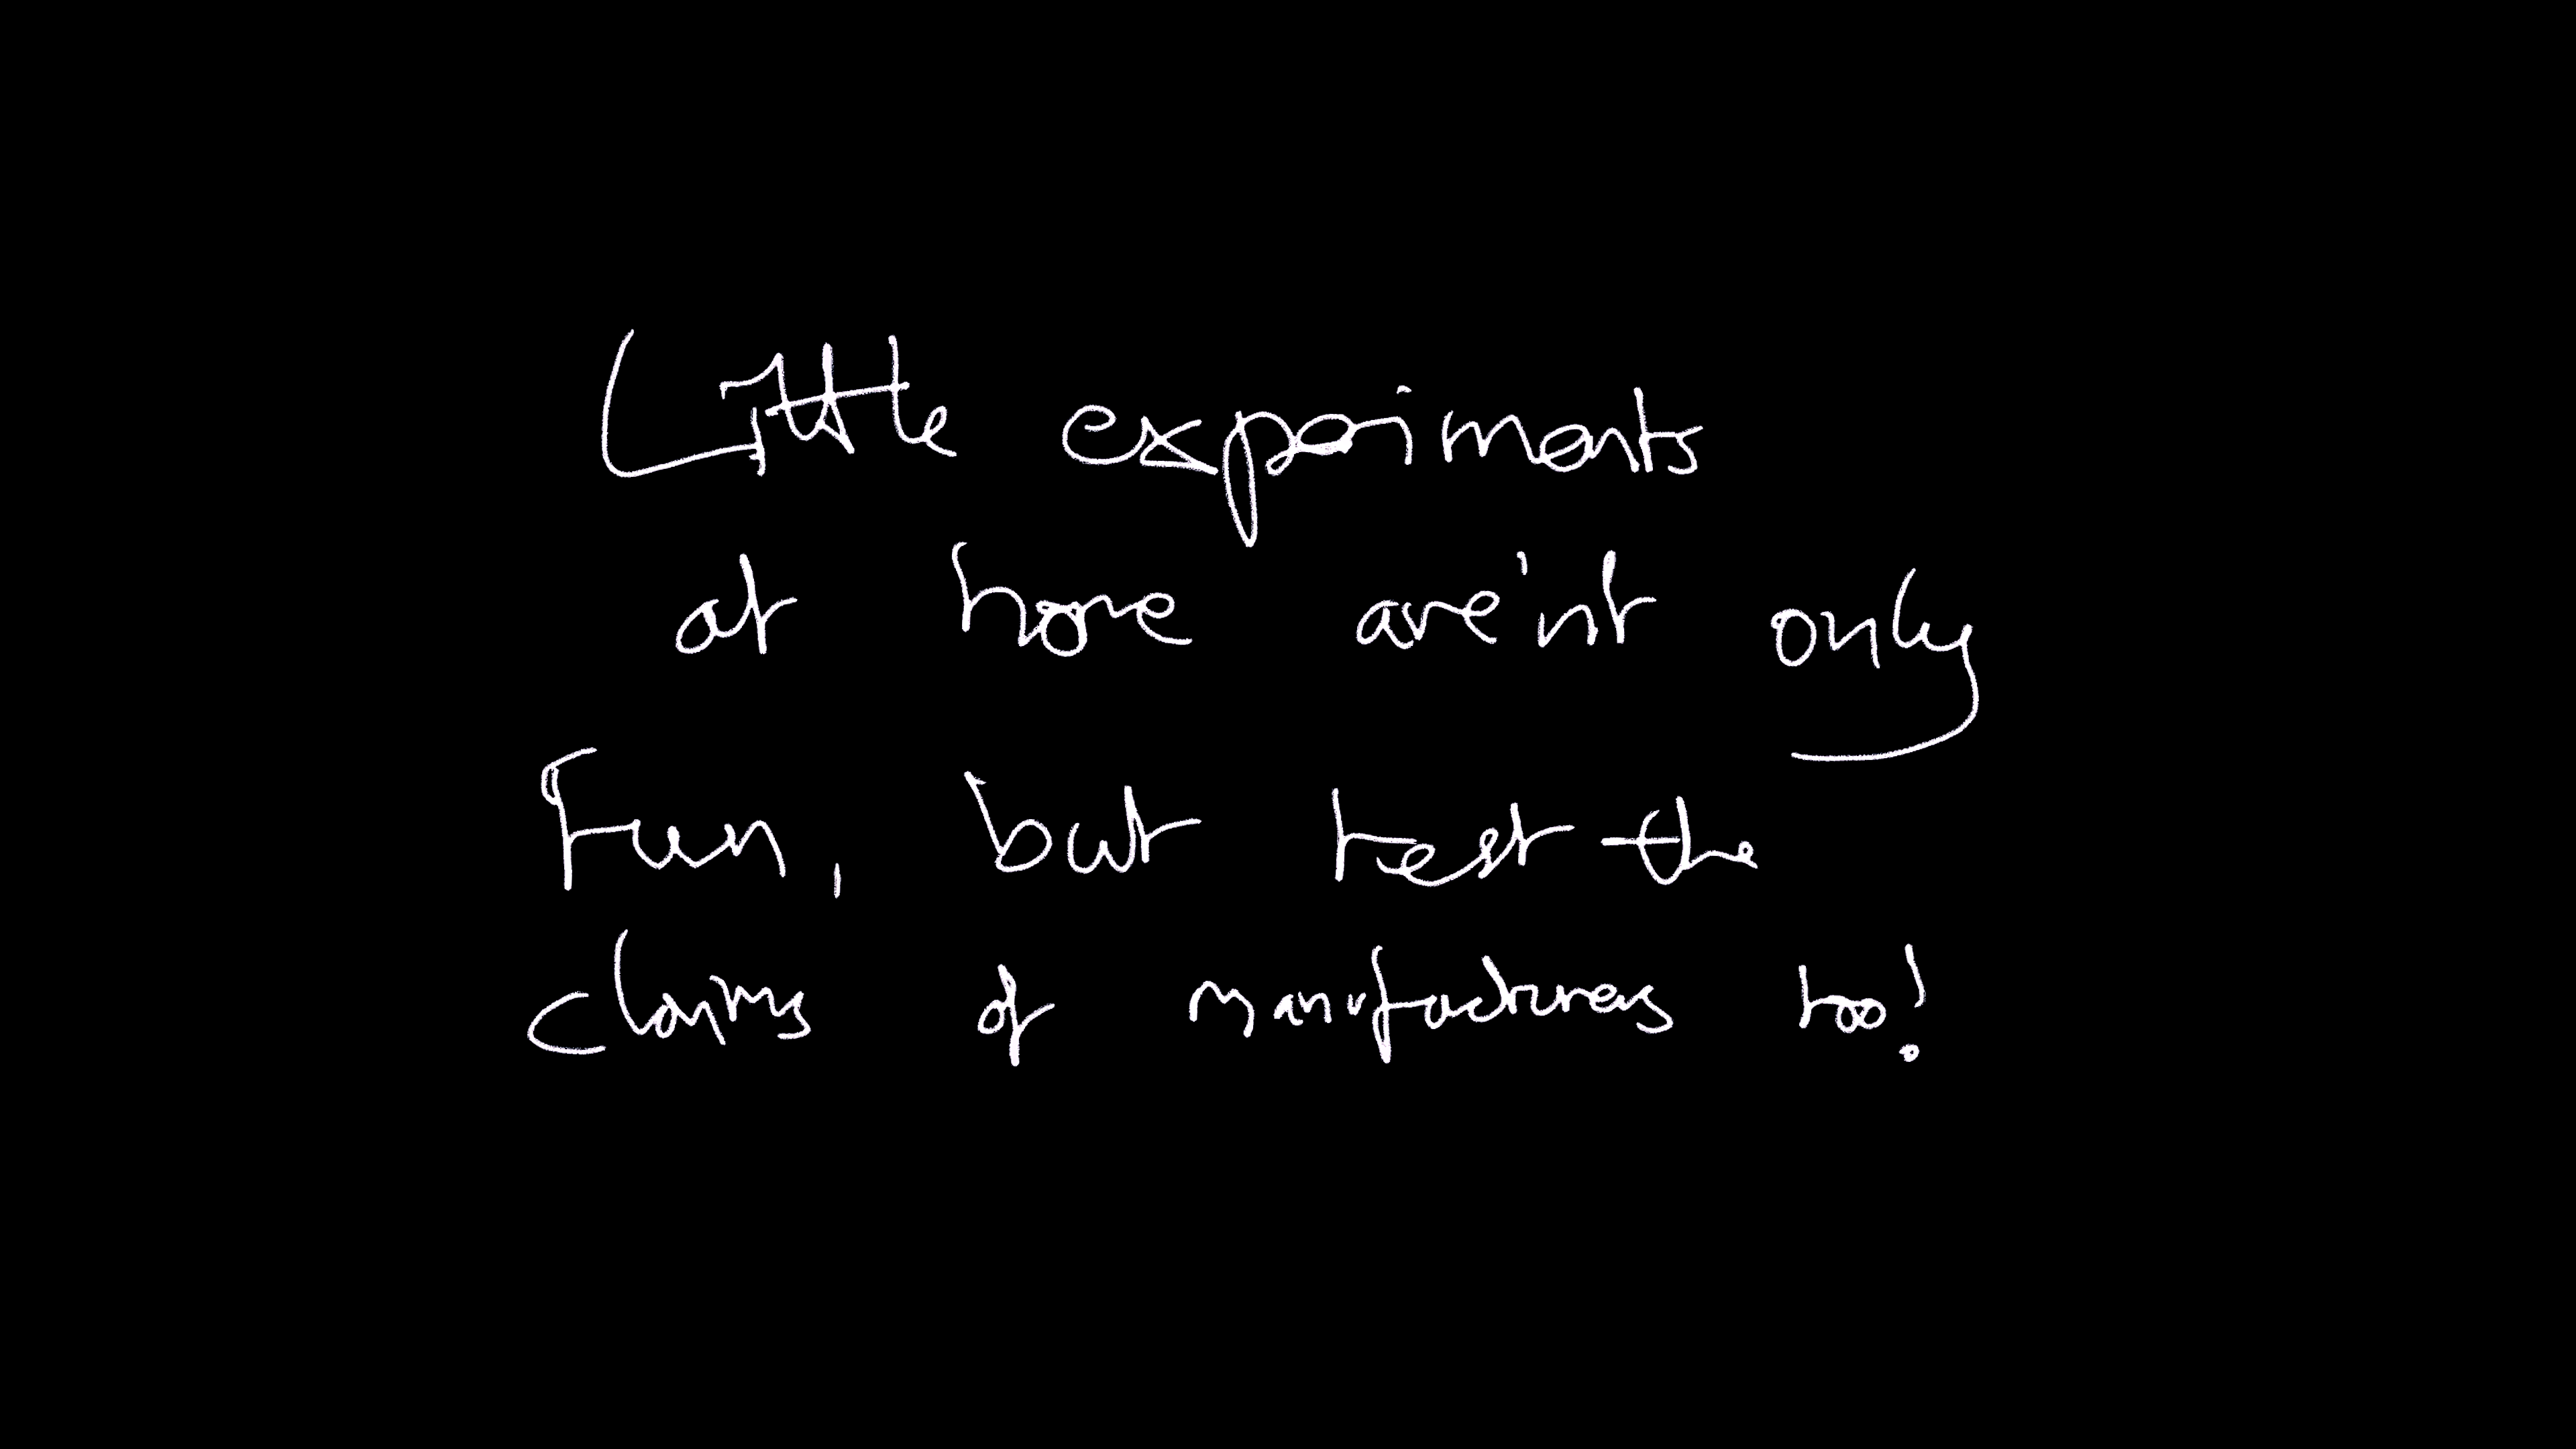 Little experiments
at home are'nt only
Fun, but test the
claims of manufacturers too!